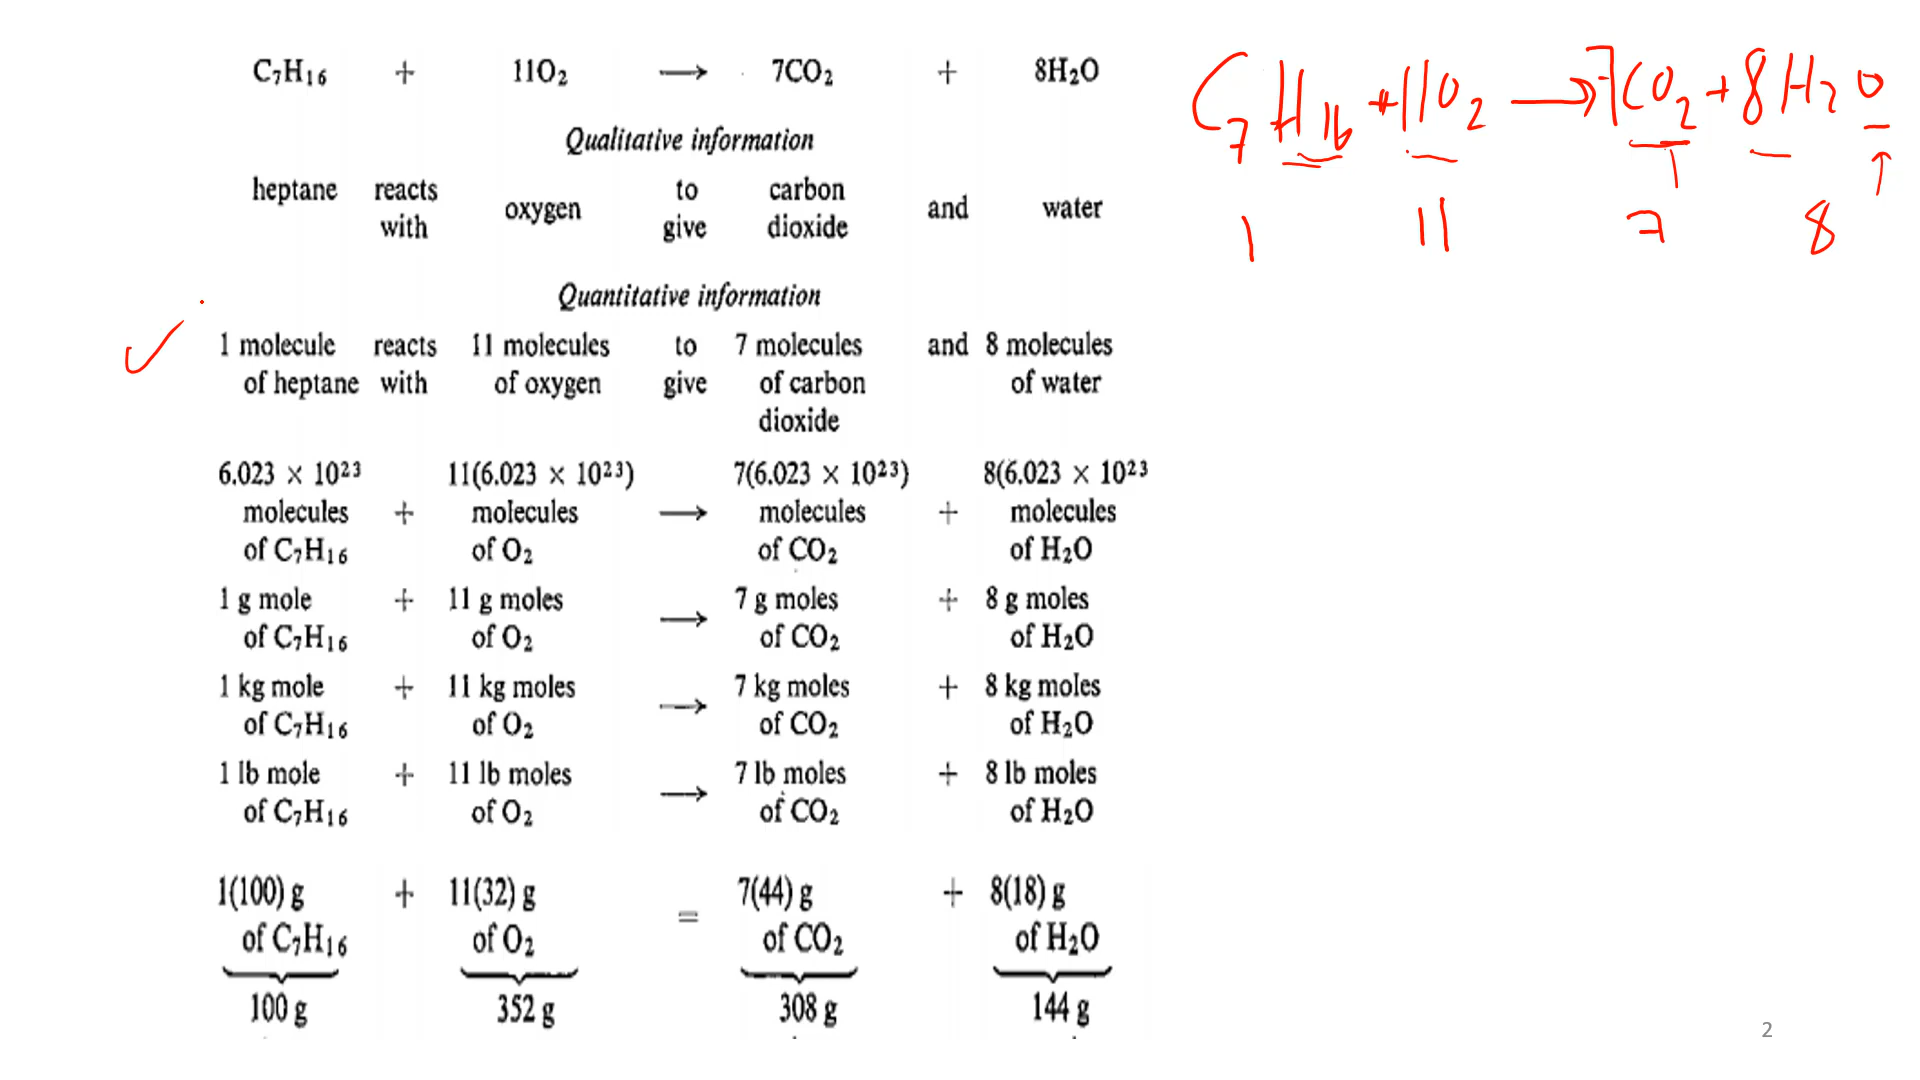 C₇H₁₆ + 11O₂ → 7CO₂ + 8H₂O
Qualitative information
heptane reacts with oxygen to give carbon dioxide and water
Quantitative information
1 molecule reacts 11 molecules to 7 molecules and 8 molecules
of heptane with of oxygen give of carbon of water
dioxide
6.023 × 10²³ 11(6.023 × 10²³) 7(6.023 × 10²³) 8(6.023 × 10²³
molecules + molecules → molecules + molecules
of C₇H₁₆ of O₂ of CO₂ of H₂O
1 g mole + 11 g moles → 7 g moles + 8 g moles
of C₇H₁₆ of O₂ of CO₂ of H₂O
1 kg mole + 11 kg moles → 7 kg moles + 8 kg moles
of C₇H₁₆ of O₂ of CO₂ of H₂O
1 lb mole + 11 lb moles → 7 lb moles + 8 lb moles
of C₇H₁₆ of O₂ of CO₂ of H₂O
1(100) g + 11(32) g = 7(44) g + 8(18) g
of C₇H₁₆ of O₂ of CO₂ of H₂O
100 g 352 g 308 g 144 g
C₇H₁₆ + 11O₂ → 7CO₂ + 8H₂O
1 11 7 8
2